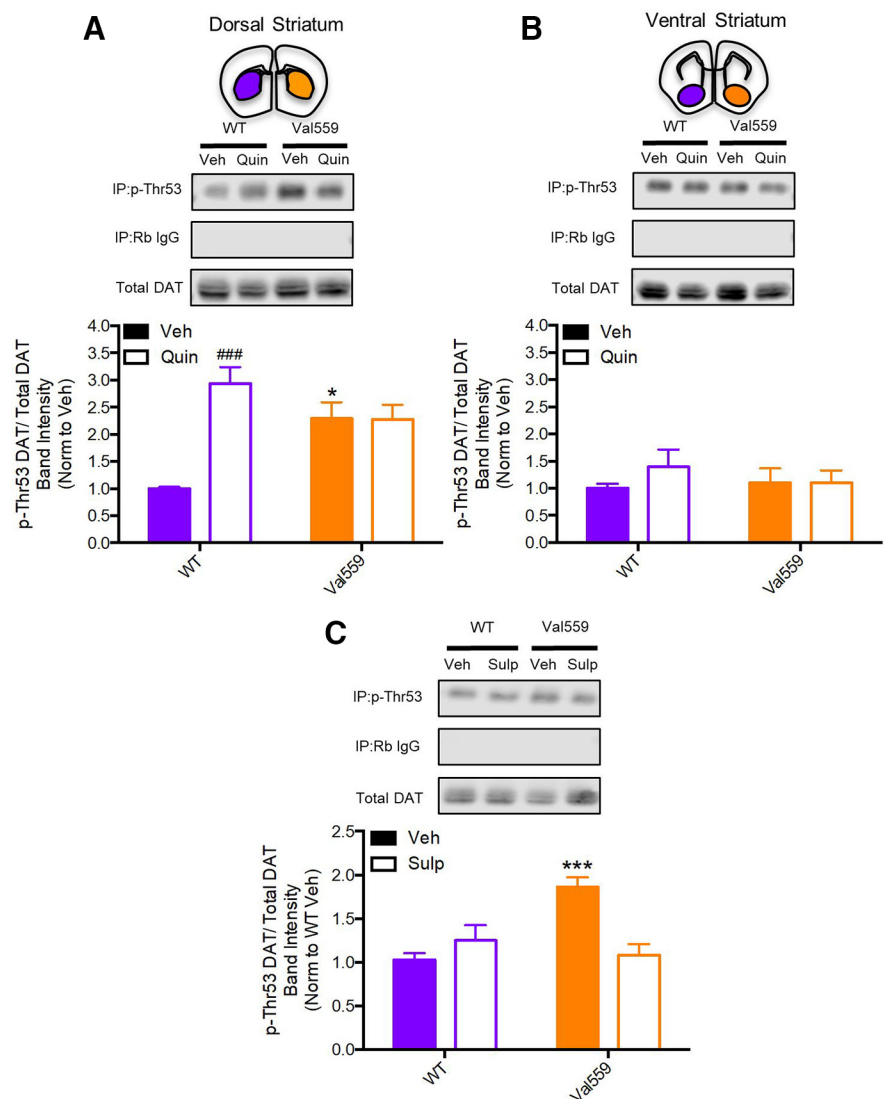 A
Dorsal Striatum
WT Val559
Veh Quin Veh Quin
IP:p-Thr53
IP:Rb IgG
Total DAT
p-Thr53 DAT/ Total DAT
Band Intensity
(Norm to Veh)
4.0
3.5
3.0
2.5
2.0
1.5
1.0
0.5
0.0
Veh
Quin
###
*
WT
Val559
B
Ventral Striatum
WT Val559
Veh Quin Veh Quin
IP:p-Thr53
IP:Rb IgG
Total DAT
p-Thr53 DAT/ Total DAT
Band Intensity
(Norm to Veh)
4.0
3.5
3.0
2.5
2.0
1.5
1.0
0.5
0.0
Veh
Quin
WT
Val559
C
WT Val559
Veh Sulp Veh Sulp
IP:p-Thr53
IP:Rb IgG
Total DAT
p-Thr53 DAT/ Total DAT
Band Intensity
(Norm to WT Veh)
2.5
2.0
1.5
1.0
0.5
0.0
Veh
Sulp
***
WT
Val559